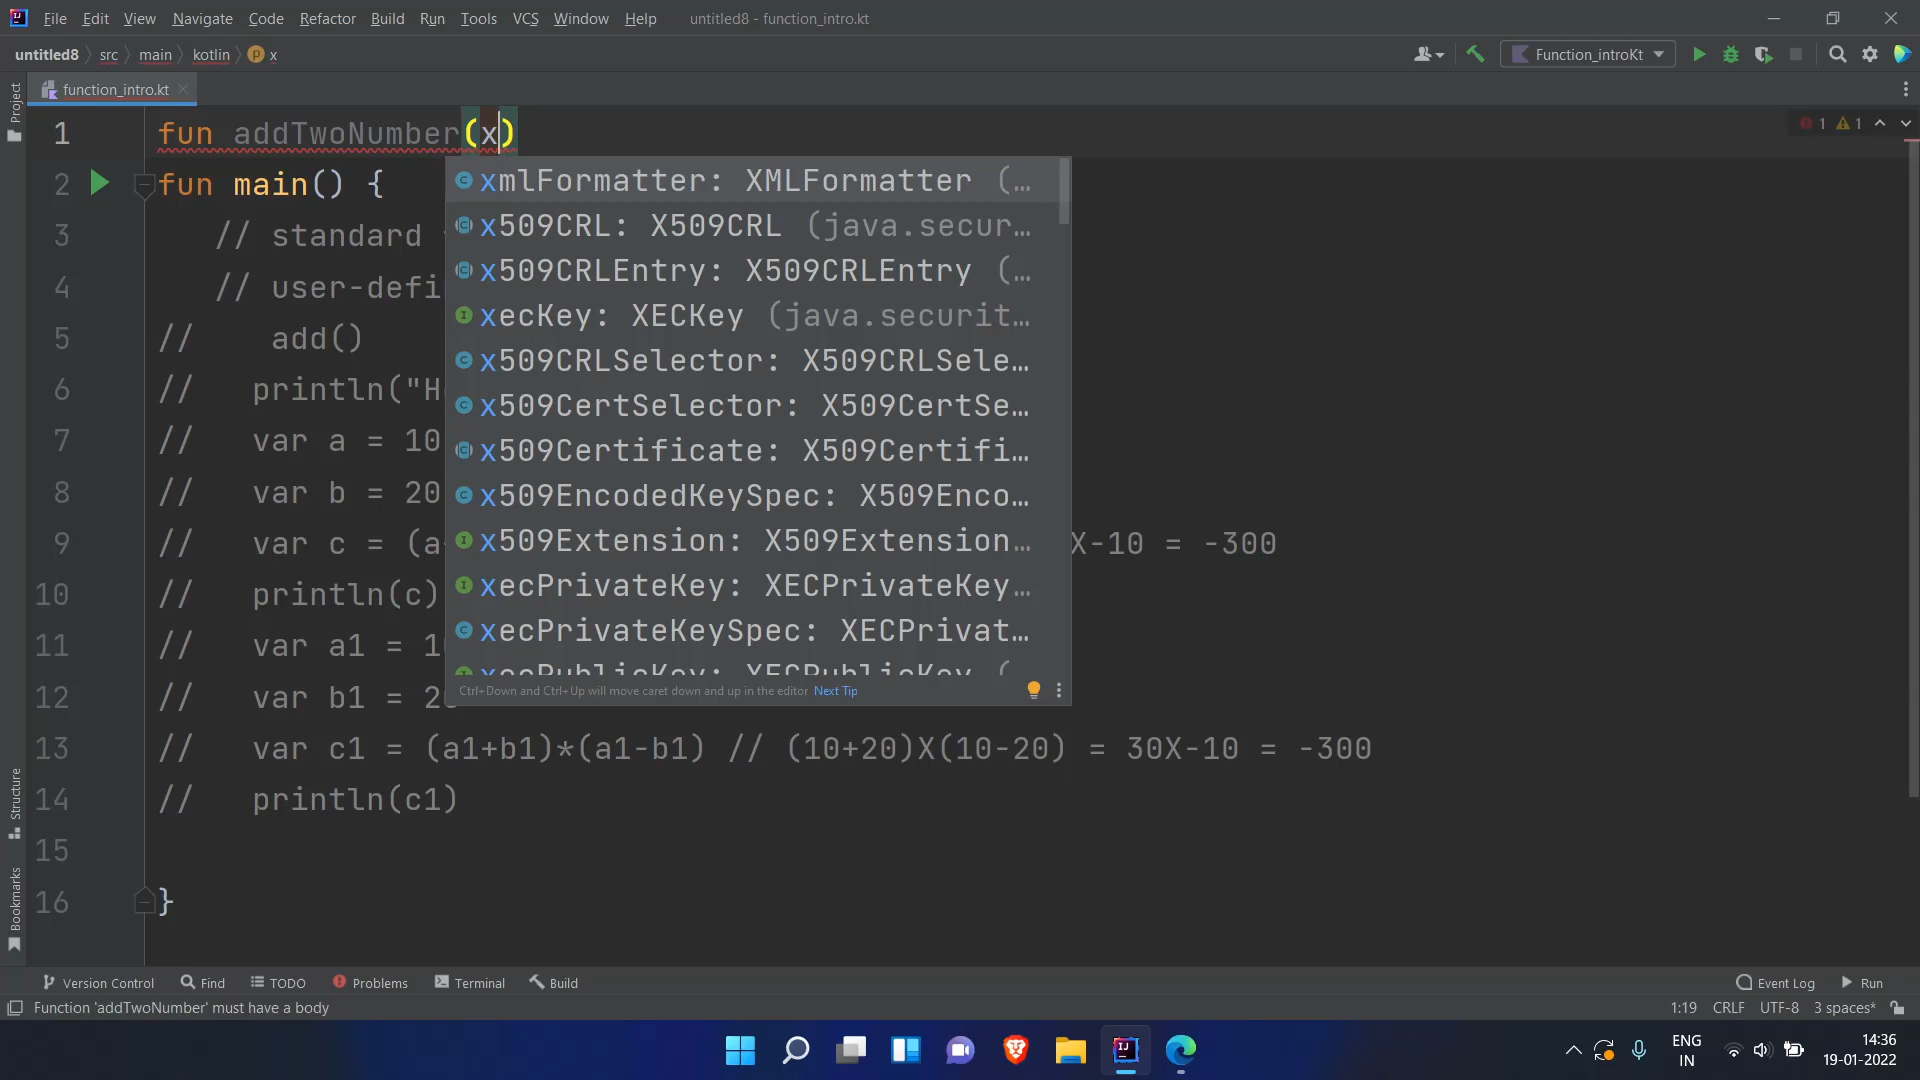 File Edit View Navigate Code Refactor Build Run Tools VCS Window Help untitled8 - function_intro.kt
untitled8 src main kotlin p x Function_introKt
Project
function_intro.kt
1 fun addTwoNumber(x)
1 1
2 fun main() {
3 // standard
4 // user-defi
5 // add()
6 // println("H
7 // var a = 10
8 // var b = 20
9 // var c = (a X-10 = -300
10 // println(c)
11 // var a1 = 1
12 // var b1 = 2
13 // var c1 = (a1+b1)*(a1-b1) // (10+20)X(10-20) = 30X-10 = -300
14 // println(c1)
15
16 }
xmlFormatter: XMLFormatter (…
x509CRL: X509CRL (java.secur…
x509CRLEntry: X509CRLEntry (…
xecKey: XECKey (java.securit…
x509CRLSelector: X509CRLSele…
x509CertSelector: X509CertSe…
x509Certificate: X509Certifi…
x509EncodedKeySpec: X509Enco…
x509Extension: X509Extension…
xecPrivateKey: XECPrivateKey…
xecPrivateKeySpec: XECPrivat…
xecPublicKey: XECPublicKey (
Ctrl+Down and Ctrl+Up will move caret down and up in the editor Next Tip
Structure
Bookmarks
Version Control Find TODO Problems Terminal Build Event Log Run
Function 'addTwoNumber' must have a body 1:19 CRLF UTF-8 3 spaces*
ENG
IN
14:36
19-01-2022